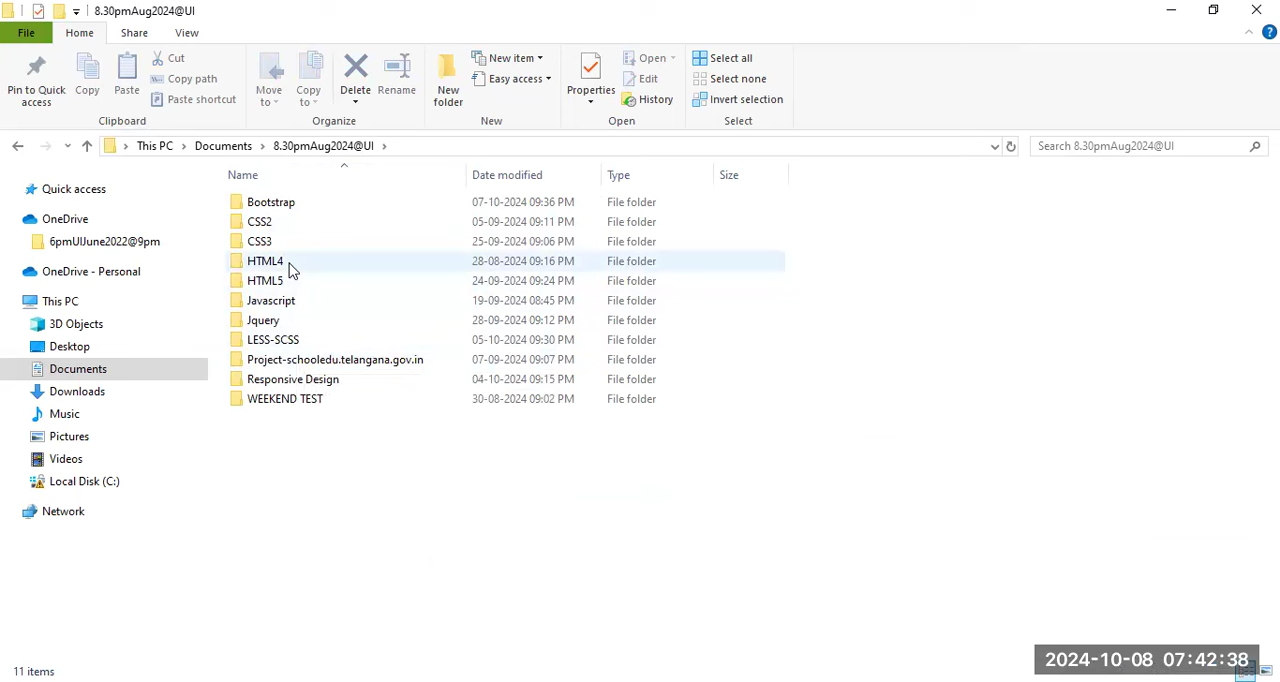 8.30pmAug2024@UI
File Home Share View
Pin to Quick access
Copy
Paste
Cut
Copy path
Paste shortcut
Clipboard
Move to
Copy to
Delete
Rename
Organize
New folder
New item
Easy access
New
Properties
Open
Edit
History
Open
Select all
Select none
Invert selection
Select
This PC Documents 8.30pmAug2024@UI
Search 8.30pmAug2024@UI
Quick access
OneDrive
6pmUIJune2022@9pm
OneDrive - Personal
This PC
3D Objects
Desktop
Documents
Downloads
Music
Pictures
Videos
Local Disk (C:)
Network
Name Date modified Type Size
Bootstrap 07-10-2024 09:36 PM File folder
CSS2 05-09-2024 09:11 PM File folder
CSS3 25-09-2024 09:06 PM File folder
HTML4 28-08-2024 09:16 PM File folder
HTML5 24-09-2024 09:24 PM File folder
Javascript 19-09-2024 08:45 PM File folder
Jquery 28-09-2024 09:12 PM File folder
LESS-SCSS 05-10-2024 09:30 PM File folder
Project-schooledu.telangana.gov.in 07-09-2024 09:07 PM File folder
Responsive Design 04-10-2024 09:15 PM File folder
WEEKEND TEST 30-08-2024 09:02 PM File folder
11 items
2024-10-08 07:42:38